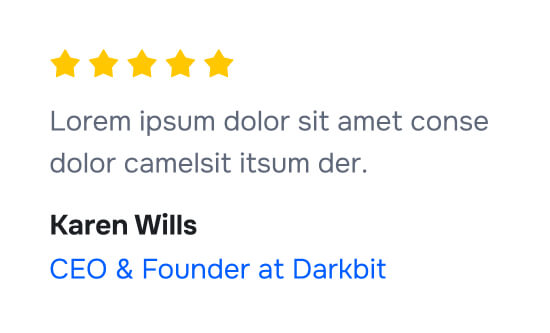 Lorem ipsum dolor sit amet conse
dolor camelsit itsum der.
Karen Wills
CEO & Founder at Darkbit